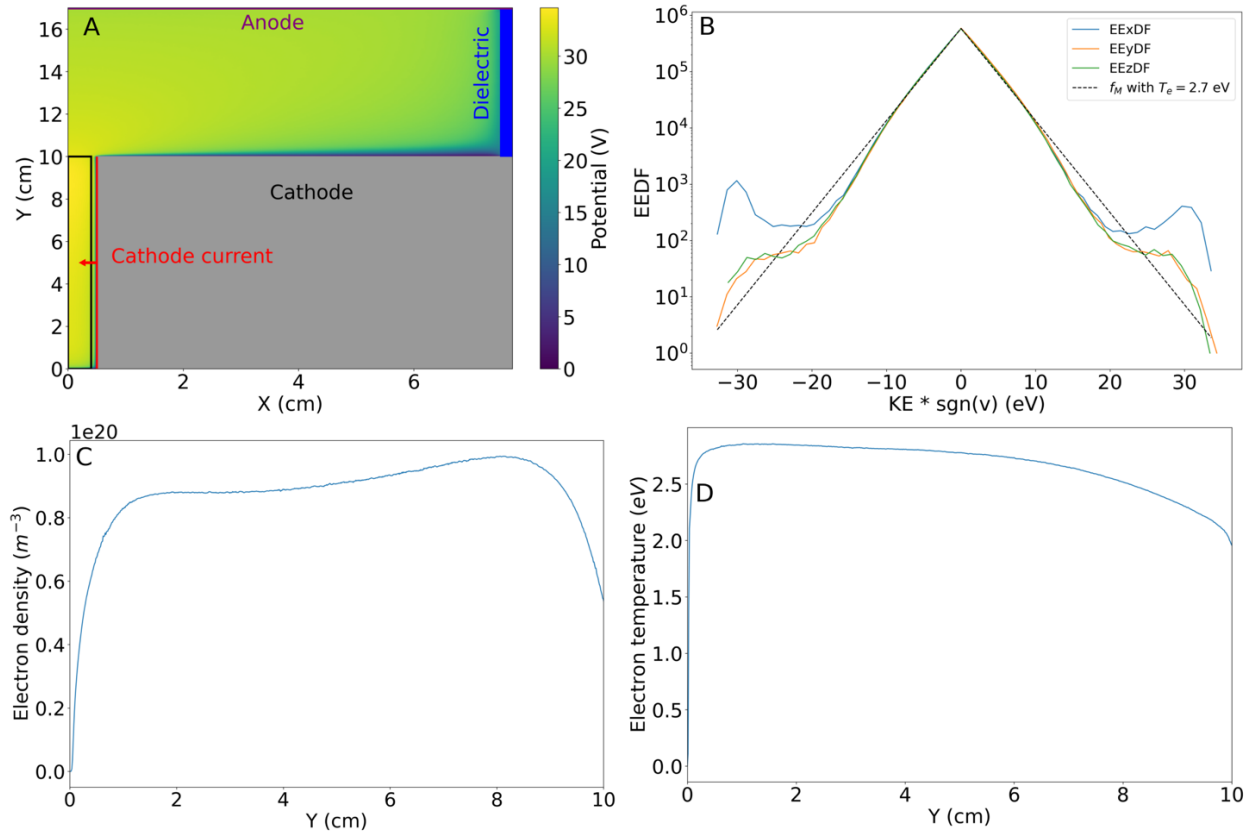 A
Anode
Dielectric
Cathode
Cathode current
16
14
12
10
8
6
4
2
0
Y (cm)
0
2
4
6
X (cm)
30
25
20
15
10
5
0
Potential (V)
B
EExDF
EEyDF
EEzDF
f_M with T_e = 2.7 eV
10^6
10^5
10^4
10^3
10^2
10^1
10^0
EEDF
−30
−20
−10
0
10
20
30
KE * sgn(v) (eV)
1e20
C
1.0
0.80
0.60
0.40
0.20
0.0
Electron density (m^{−3})
0
2
4
6
8
10
Y (cm)
D
2.5
2.0
1.5
1.0
0.5
0.0
Electron temperature (eV)
0
2
4
6
8
10
Y (cm)